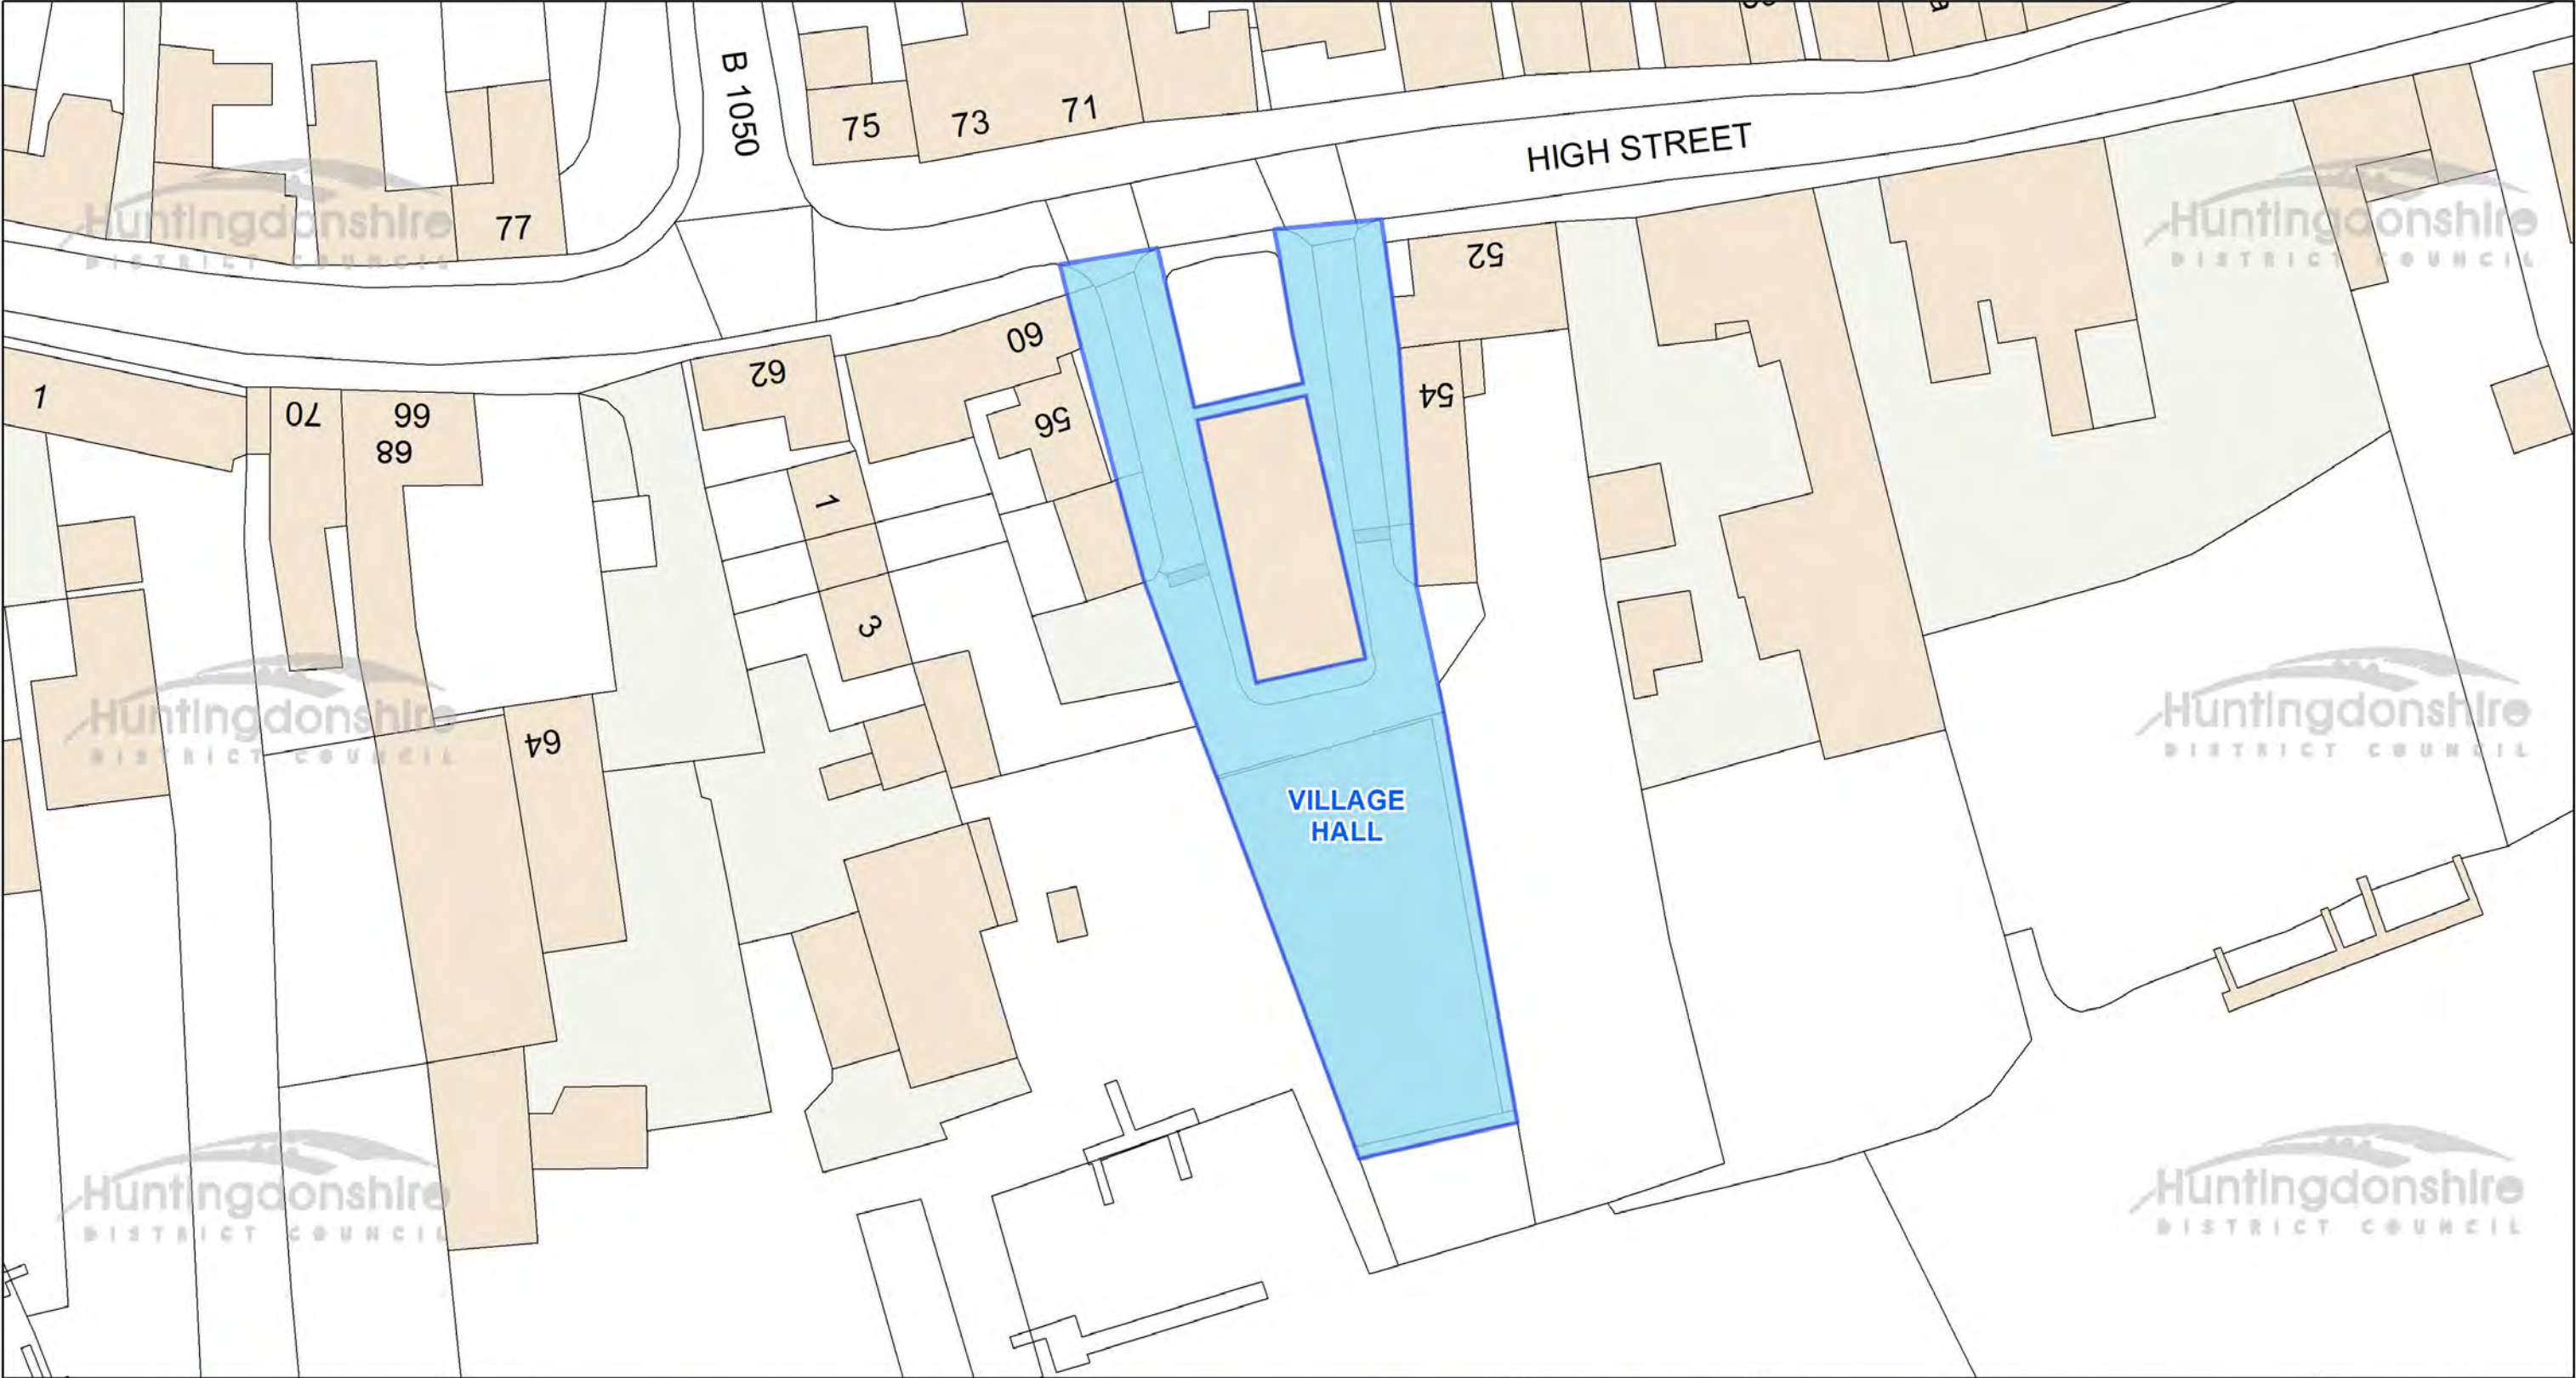 B 1050
75
73
71
HIGH STREET
77
52
60
62
56
54
1
70
66
68
1
3
64
VILLAGE
HALL
Huntingdonshire
DISTRICT COUNCIL
Huntingdonshire
DISTRICT COUNCIL
Huntingdonshire
DISTRICT COUNCIL
Huntingdonshire
DISTRICT COUNCIL
Huntingdonshire
DISTRICT COUNCIL
Huntingdonshire
DISTRICT COUNCIL